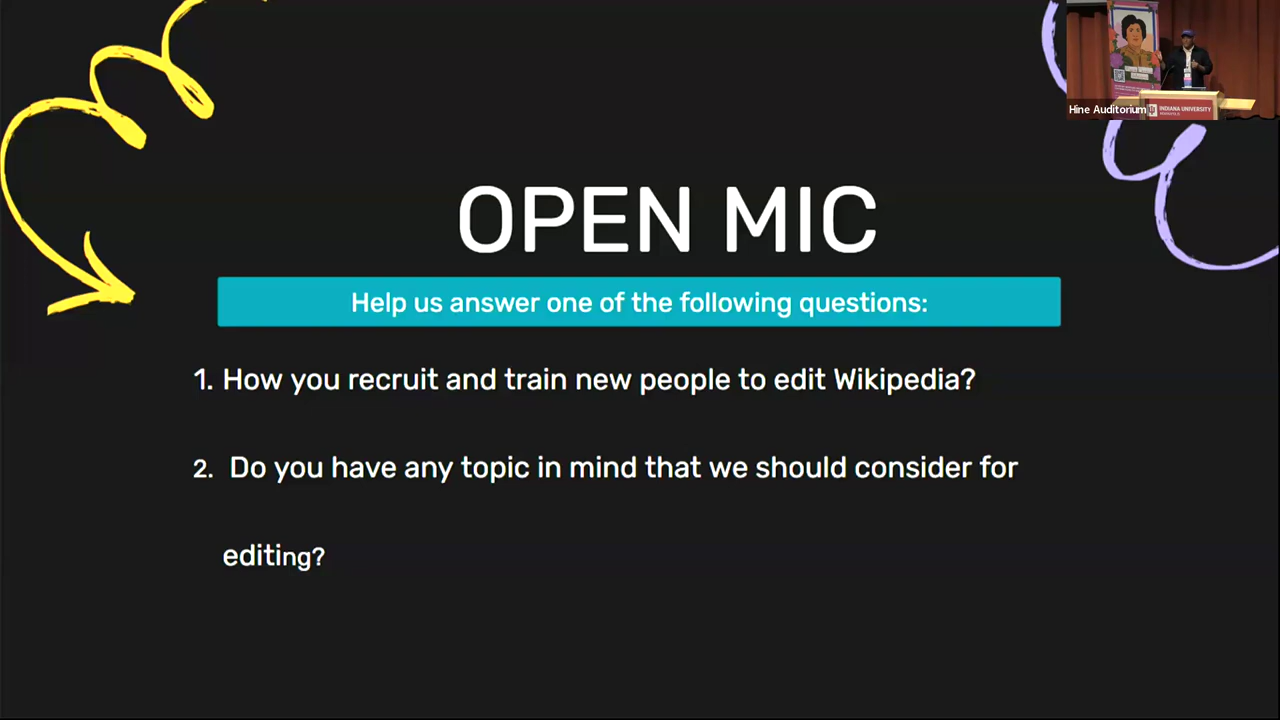 Hine Auditorium
INDIANA UNIVERSITY
OPEN MIC
Help us answer one of the following questions:
1. How you recruit and train new people to edit Wikipedia?
2. Do you have any topic in mind that we should consider for
editing?